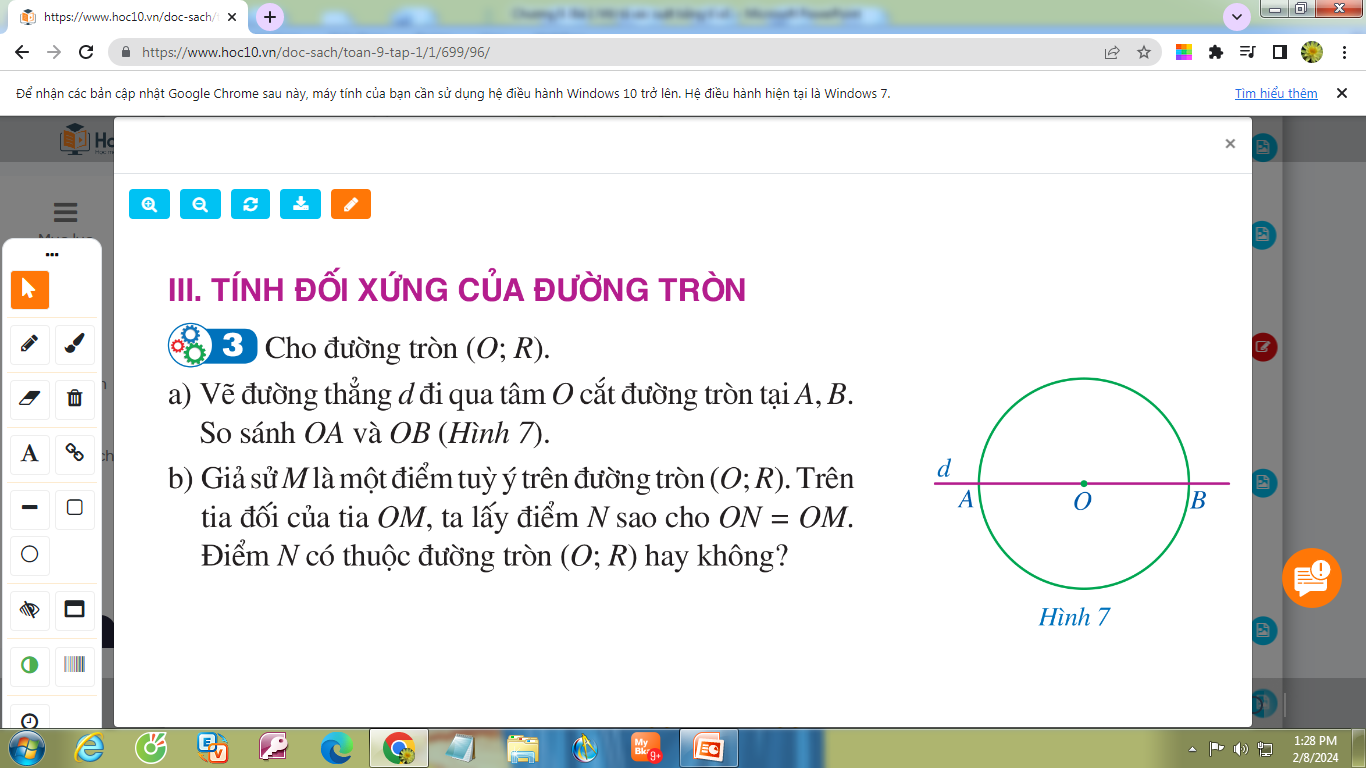 https://www.hoc10.vn/doc-sach/t
https://www.hoc10.vn/doc-sach/toan-9-tap-1/1/699/96/
Để nhận các bản cập nhật Google Chrome sau này, máy tính của bạn cần sử dụng hệ điều hành Windows 10 trở lên. Hệ điều hành hiện tại là Windows 7.
Tìm hiểu thêm
III. TÍNH ĐỐI XỨNG CỦA ĐƯỜNG TRÒN
3 Cho đường tròn (O; R).
a) Vẽ đường thẳng d đi qua tâm O cắt đường tròn tại A, B.
So sánh OA và OB (Hình 7).
b) Giả sử M là một điểm tuỳ ý trên đường tròn (O; R). Trên
tia đối của tia OM, ta lấy điểm N sao cho ON = OM.
Điểm N có thuộc đường tròn (O; R) hay không?
d
A O B
Hình 7
A
My
9+
1:28 PM
2/8/2024